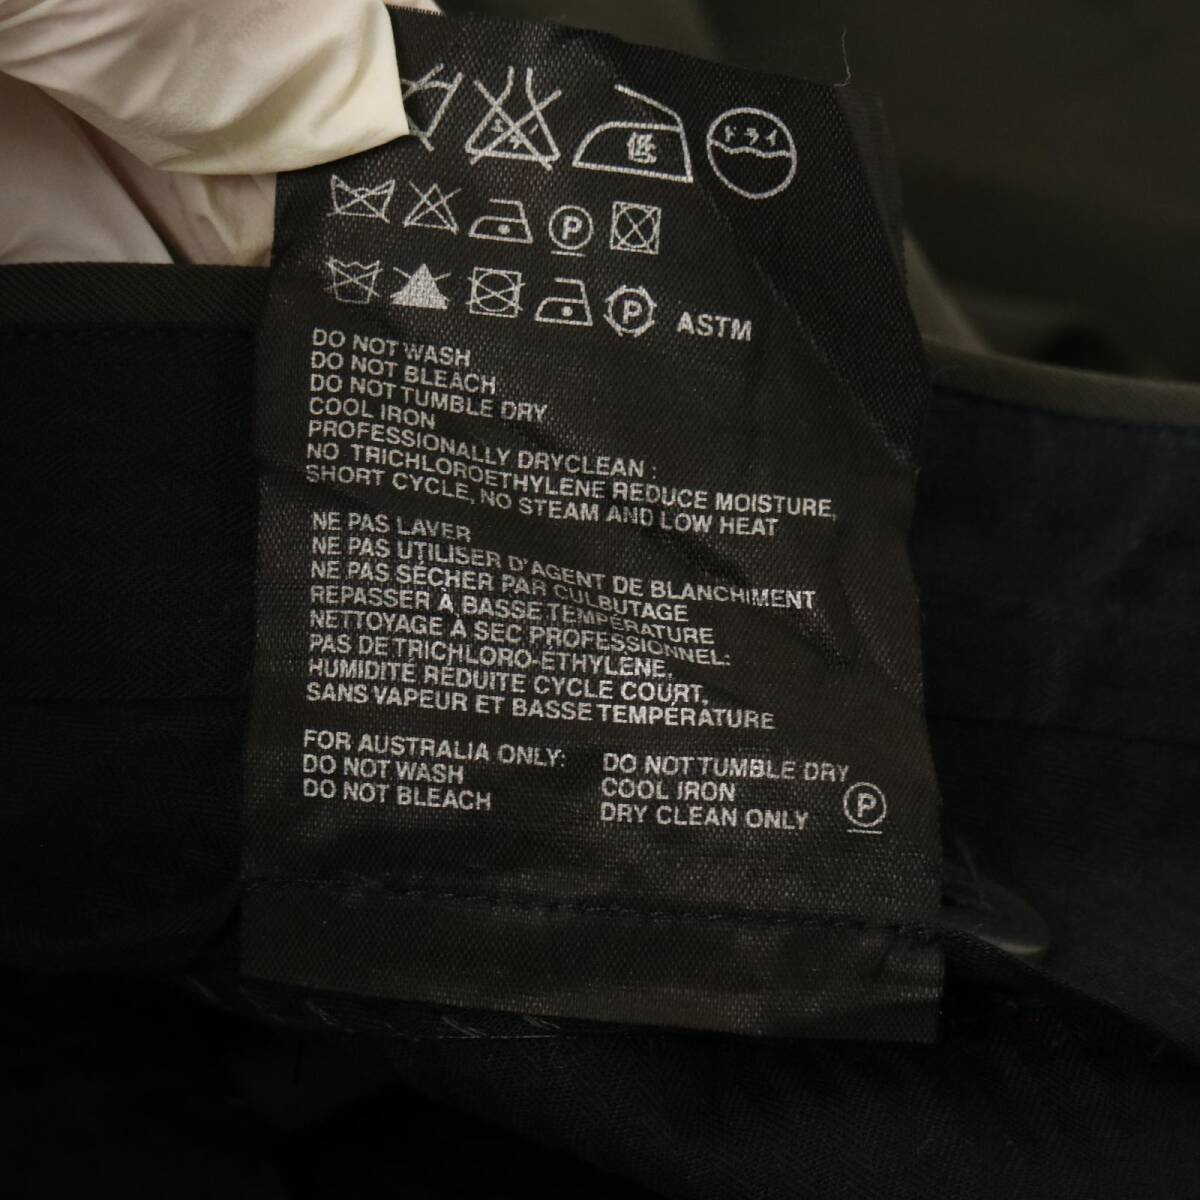 低 ドライ
P
P ASTM
DO NOT WASH
DO NOT BLEACH
DO NOT TUMBLE DRY
COOL IRON
PROFESSIONALLY DRYCLEAN :
NO TRICHLOROETHYLENE REDUCE MOISTURE,
SHORT CYCLE, NO STEAM AND LOW HEAT
NE PAS LAVER
NE PAS UTILISER D'AGENT DE BLANCHIMENT
NE PAS SÉCHER PAR CULBUTAGE
REPASSER À BASSE TEMPÉRATURE
NETTOYAGE A SEC PROFESSIONNEL:
PAS DE TRICHLORO-ÉTHYLÈNE,
HUMIDITÉ REDUITE CYCLE COURT,
SANS VAPEUR ET BASSE TEMPÉRATURE
FOR AUSTRALIA ONLY:
DO NOT WASH
DO NOT BLEACH
DO NOT TUMBLE DRY
COOL IRON
DRY CLEAN ONLY P